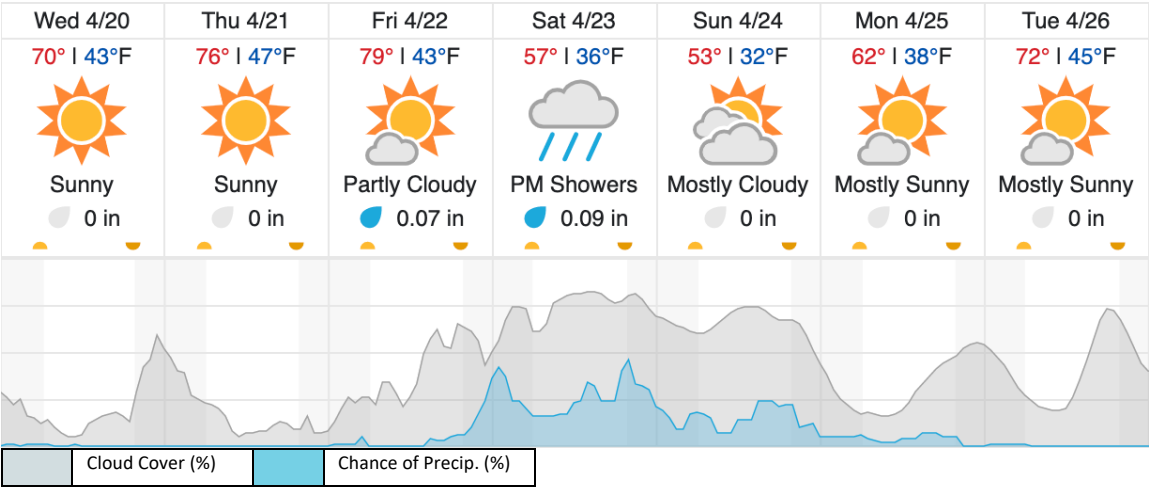 Wed 4/20 Thu 4/21 Fri 4/22 Sat 4/23 Sun 4/24 Mon 4/25 Tue 4/26
70° | 43°F 76° | 47°F 79° | 43°F 57° | 36°F 53° | 32°F 62° | 38°F 72° | 45°F
Sunny Sunny Partly Cloudy PM Showers Mostly Cloudy Mostly Sunny Mostly Sunny
0 in 0 in 0.07 in 0.09 in 0 in 0 in 0 in
Cloud Cover (%) Chance of Precip. (%)